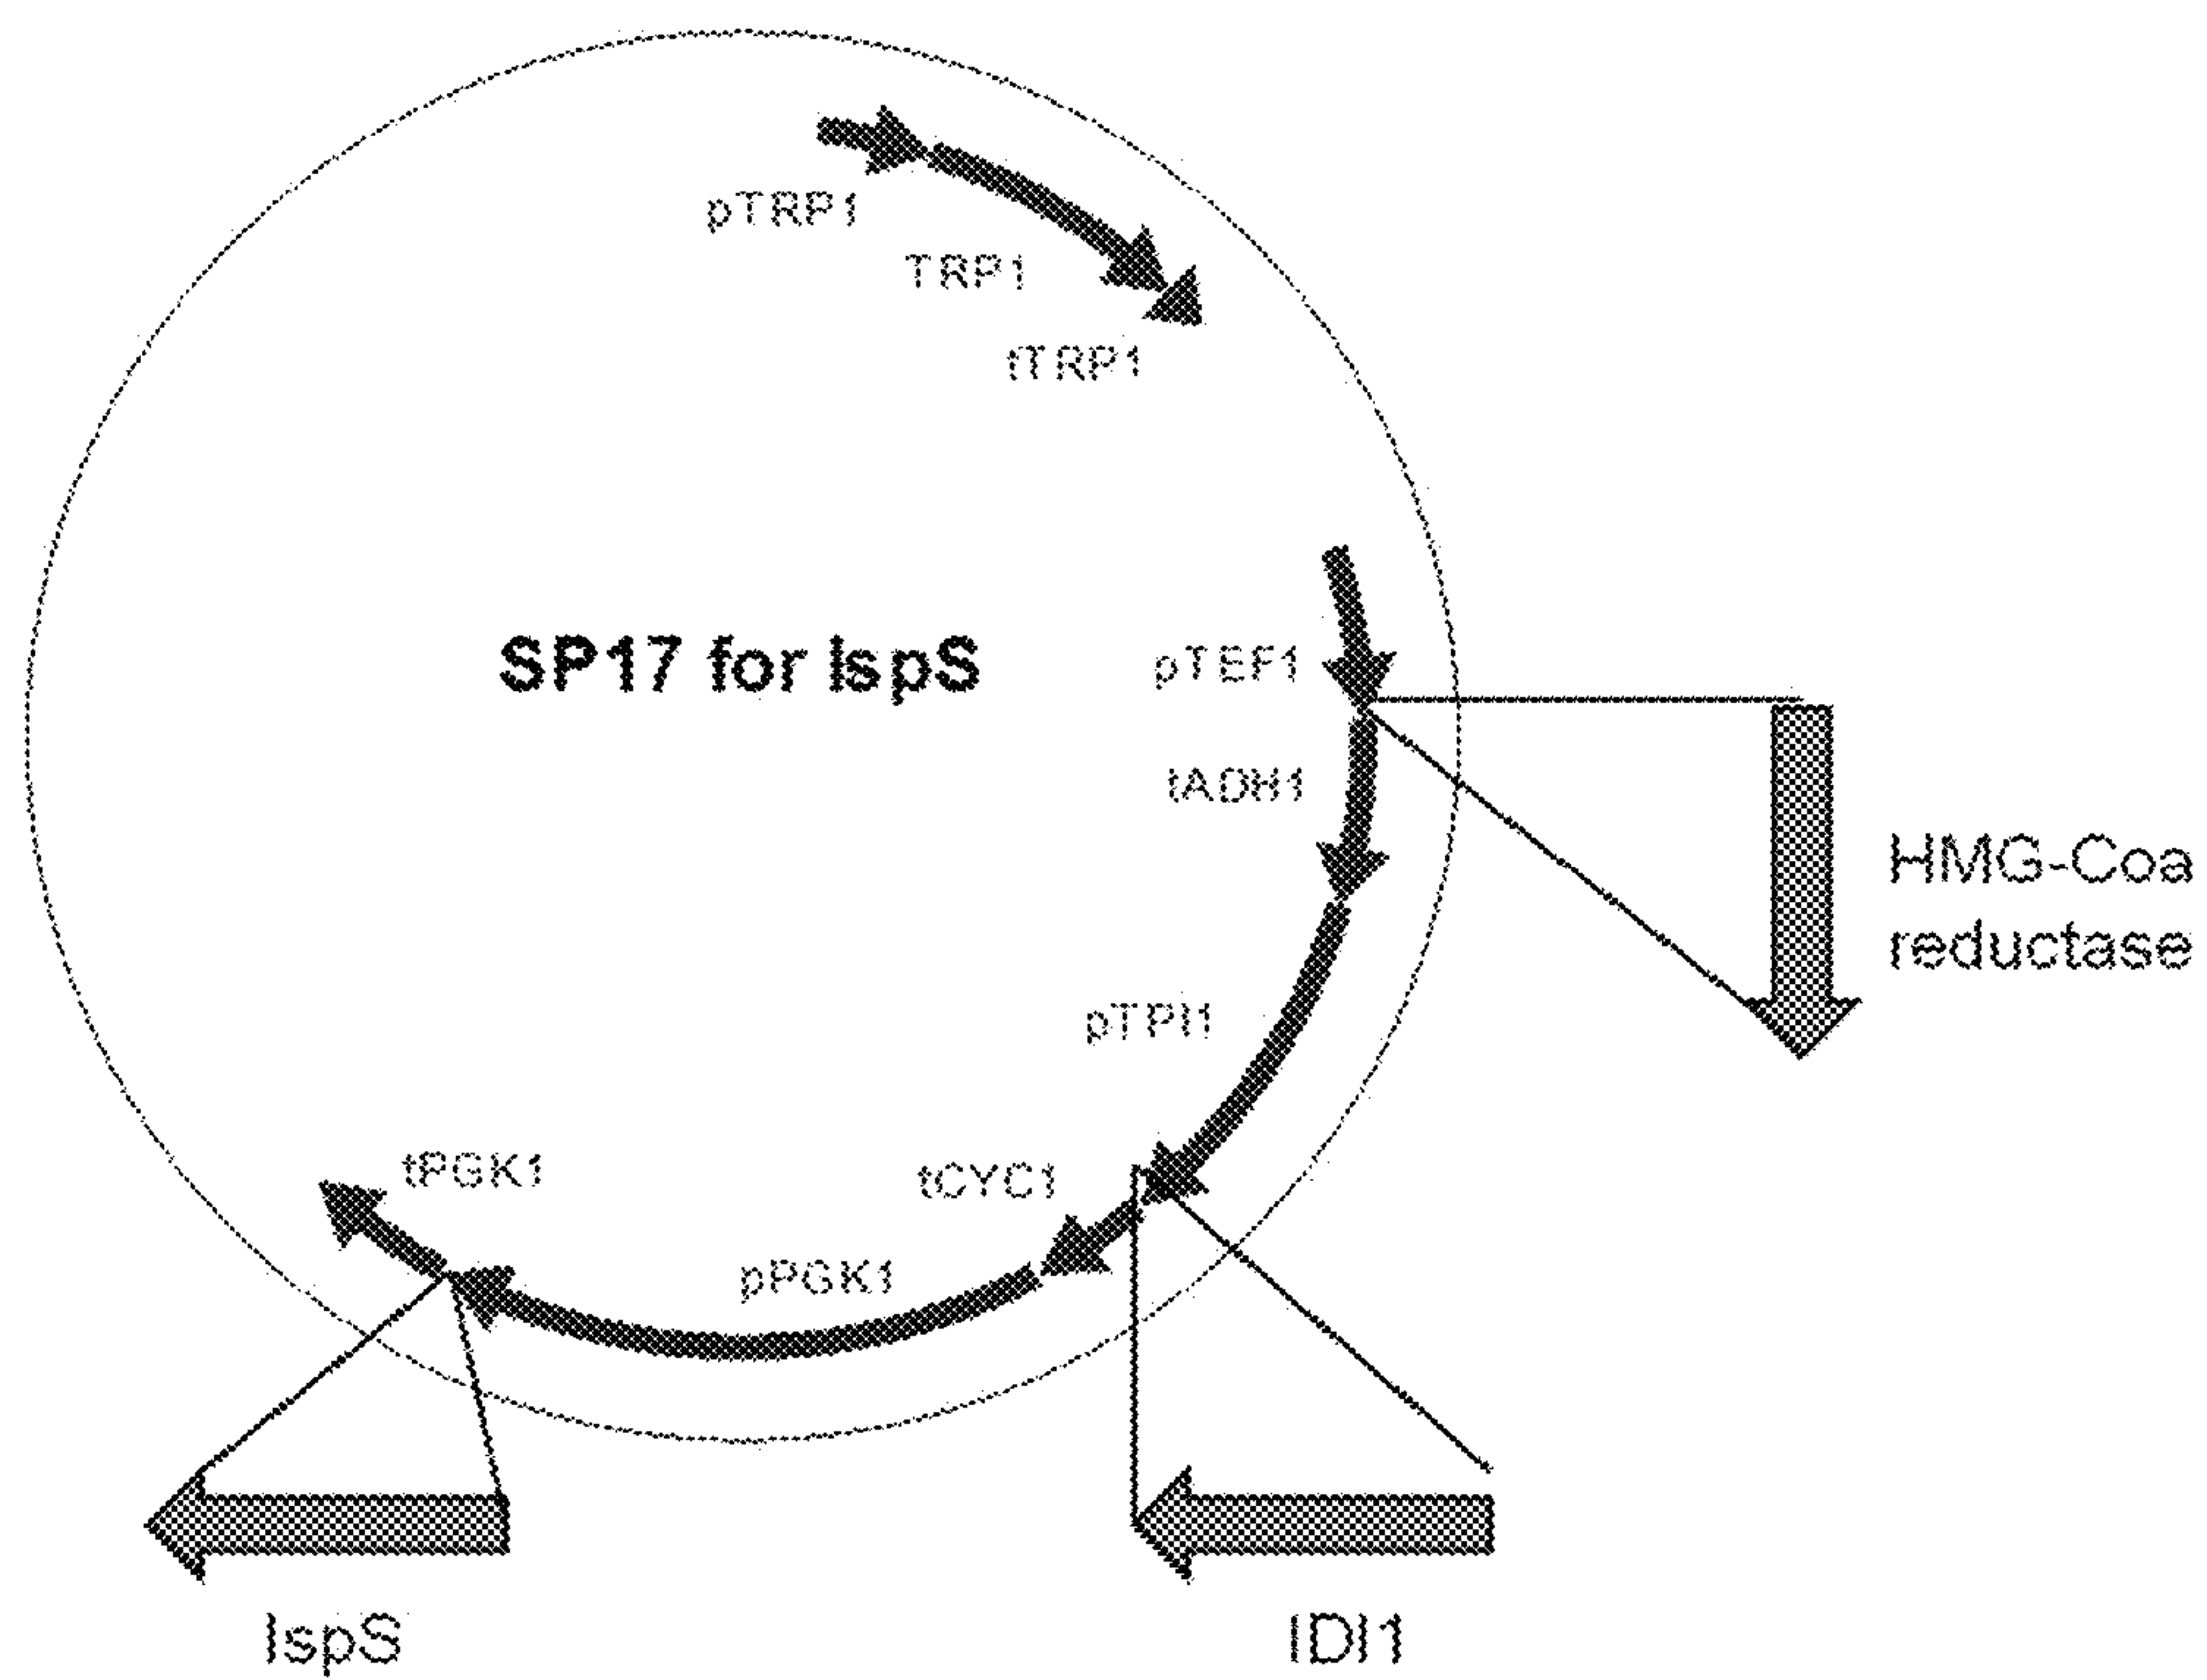 pTRP1
TRP1
tTRP1
SP17 for IspS
pTEF1
tADH1
HMG-Coa
reductase
pTPI1
tPGK1
tCYC1
pPGK1
IspS
IDI1